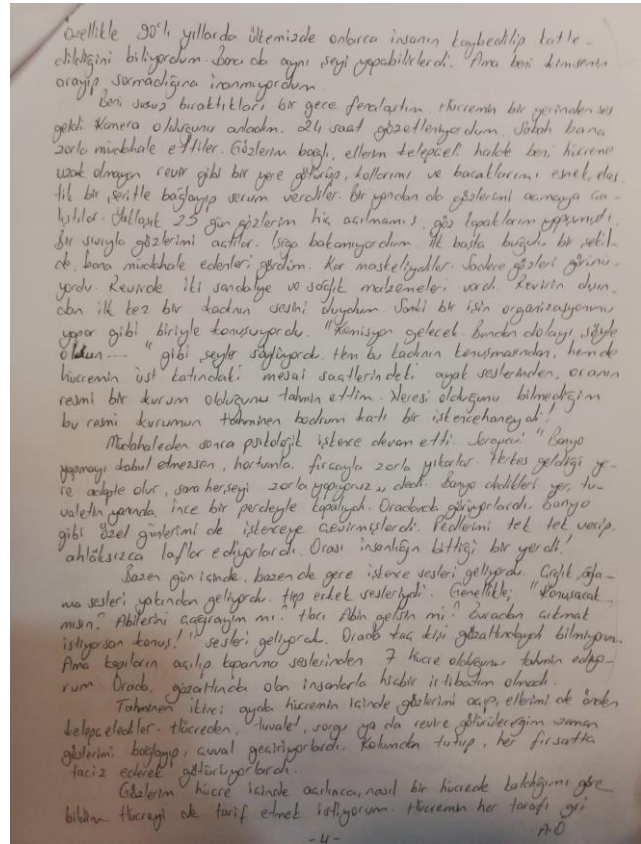 özellikle 90'lı yıllarda ülkemizde onlarca insanın kaybedilip katle-
dildiğini biliyordum. Bana da aynı şeyi yapabilirlerdi. Ama beni kimsenin
arayıp sormadığına inanmıyordum.
Beni susuz bıraktıkları bir gece fenalaştım. Hücremin bir yerinden ses
geldi. Kamera olduğunu anladım. 24 saat gözetleniyordum. Sabah bana
zorla müdahale ettiler. Gözlerim bağlı, ellerim kelepçeli halde beni hücreme
uzak olmayan revir gibi bir yere götürüp, kollarımı ve bacaklarımı esnek, elas-
tik bir şeritle bağlayıp serum verdiler. Bir yandan da gözlerimi açmaya ça-
lıştılar. Yaklaşık 25 gün gözlerim hiç açılmamış, göz kapaklarım yapışmıştı.
Bir sıvıyla gözlerimi açtılar. Işığa bakamıyordum. İlk başta buğulu bir şekil-
de, bana müdahale edenleri gördüm. Kar maskeliydiler. Sadece gözleri görünü-
yordu. Revirde iki sandalye ve sağlık malzemeleri vardı. Revirin dışın-
dan ilk kez bir kadının sesini duydum. Sanki bir işin organizasyonunu
yapar gibi biriyle konuşuyordu. "Komisyon gelecek. Bundan dolayı, şöyle
olsun---" gibi şeyler söylüyordu. Hem bu kadının konuşmasından, hem de
hücremin üst katındaki mesai saatlerindeki ayak seslerinden, oranın
resmi bir kurum olduğunu tahmin ettim. Neresi olduğunu bilmediğim
bu resmi kurumun tahminen bodrum katı bir işkencehaneydi!
Müdahaleden sonra psikolojik işkence devam etti. Sorgucu "Banyo
yapmayı kabul etmezsen, hortumla, fırçayla zorla yıkarlar. Herkes geldiği ye-
re adapte olur, sana her şeyi zorla yapıyoruz" dedi. Banyo dedikleri yer, tu-
valetin yanında, ince bir perdeyle kapalıydı. Orada da görüyorlardı. Banyo
gibi özel günlerimi de işkenceye çevirmişlerdi. Pedlerimi tek tek verip,
ahlaksızca laflar ediyorlardı. Orası insanlığın bittiği bir yerdi!
Bazen gün içinde, bazen de gece işkence sesleri geliyordu. Çığlık, ağla-
ma sesleri yakından geliyordu. Hep erkek sesleriydi. Genellikle; "Konuşacak
mısın? Abilerini çağırayım mı? Hacı Abin gelsin mi? Buradan çıkmak
istiyorsan konuş!" sesleri geliyordu. Orada kaç kişi gözaltındaydı bilmiyorum.
Ama kapıların açılıp kapanma seslerinden 7 hücre olduğunu tahmin ediyo-
rum. Orada, gözaltında olan insanlarla hiçbir irtibatım olmadı.
Tahminen ikinci ayda hücremin içinde gözlerimi açıp, ellerimi de önden
kelepçelediler. Hücreden, tuvalet, sorgu ya da revire götürüleceğim zaman
gözlerimi bağlayıp, çuval geçiriyorlardı. Kolumdan tutup, her fırsatta
taciz ederek götürüyorlardı.
Gözlerim hücre içinde açılınca, nasıl bir hücrede kaldığımı göre-
bildim. Hücreyi de tarif etmek istiyorum. Hücremin her tarafı gri
-4-
A-Ö